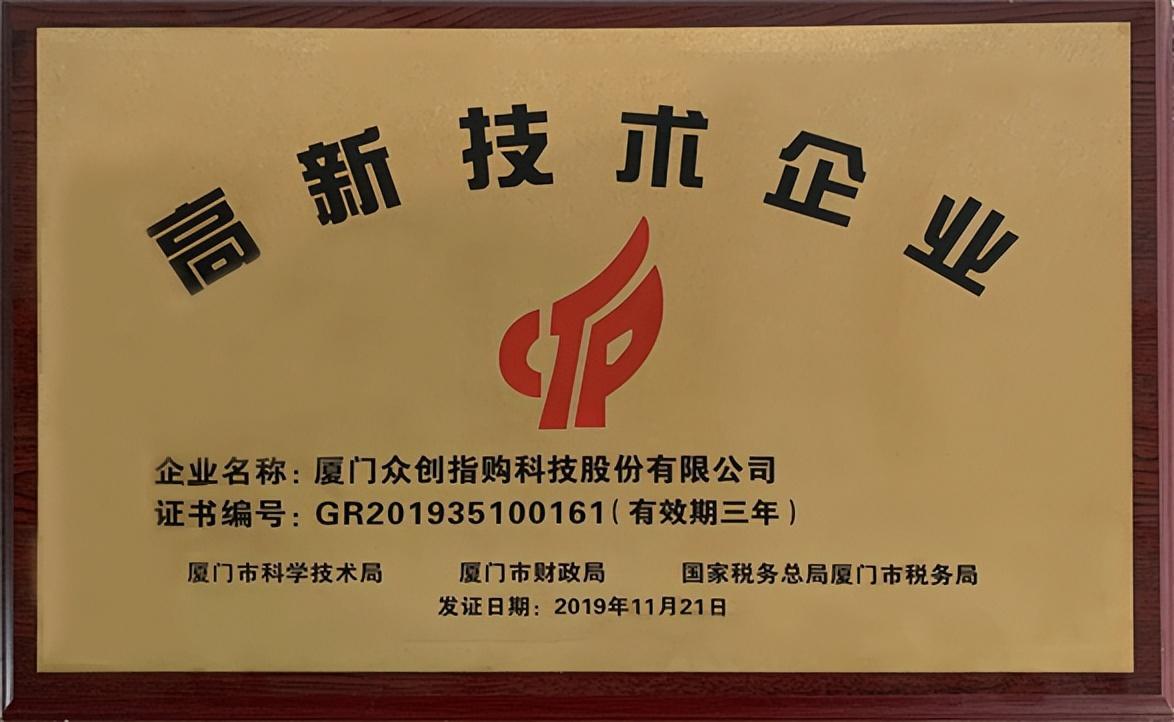 高新技术企业
CTP
企业名称：厦门众创指购科技股份有限公司
证书编号：GR201935100161（有效期三年）
厦门市科学技术局 厦门市财政局 国家税务总局厦门市税务局
发证日期：2019年11月21日